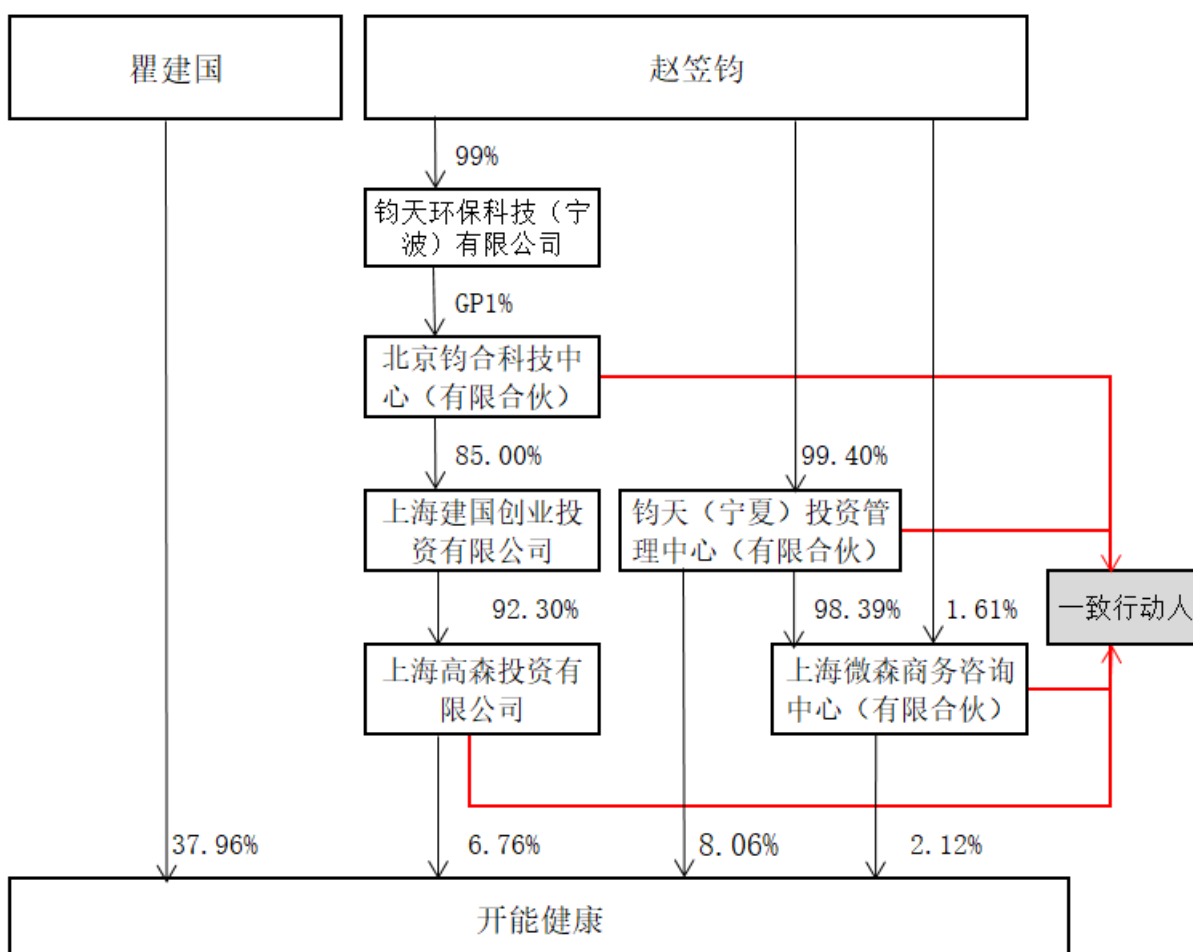 瞿建国
赵笠钧
99%
钧天环保科技（宁
波）有限公司
GP1%
北京钧合科技中
心（有限合伙）
85.00%
99.40%
上海建国创业投
资有限公司
钧天（宁夏）投资管
理中心（有限合伙）
92.30%
98.39%
1.61%
一致行动人
上海高森投资有
限公司
上海微森商务咨询
中心（有限合伙）
37.96%
6.76%
8.06%
2.12%
开能健康